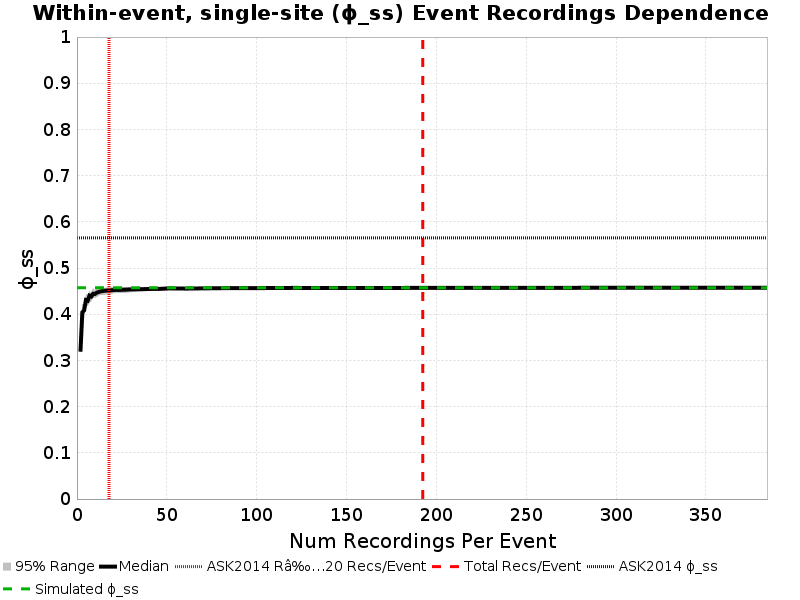 Within-event, single-site (ϕ_ss) Event Recordings Dependence
1
0.9
0.8
0.7
0.6
0.5
0.4
0.3
0.2
0.1
0
ϕ_ss
0 50 100 150 200 250 300 350
Num Recordings Per Event
95% Range Median ASK2014 Râ‰…20 Recs/Event Total Recs/Event ASK2014 ϕ_ss
Simulated ϕ_ss